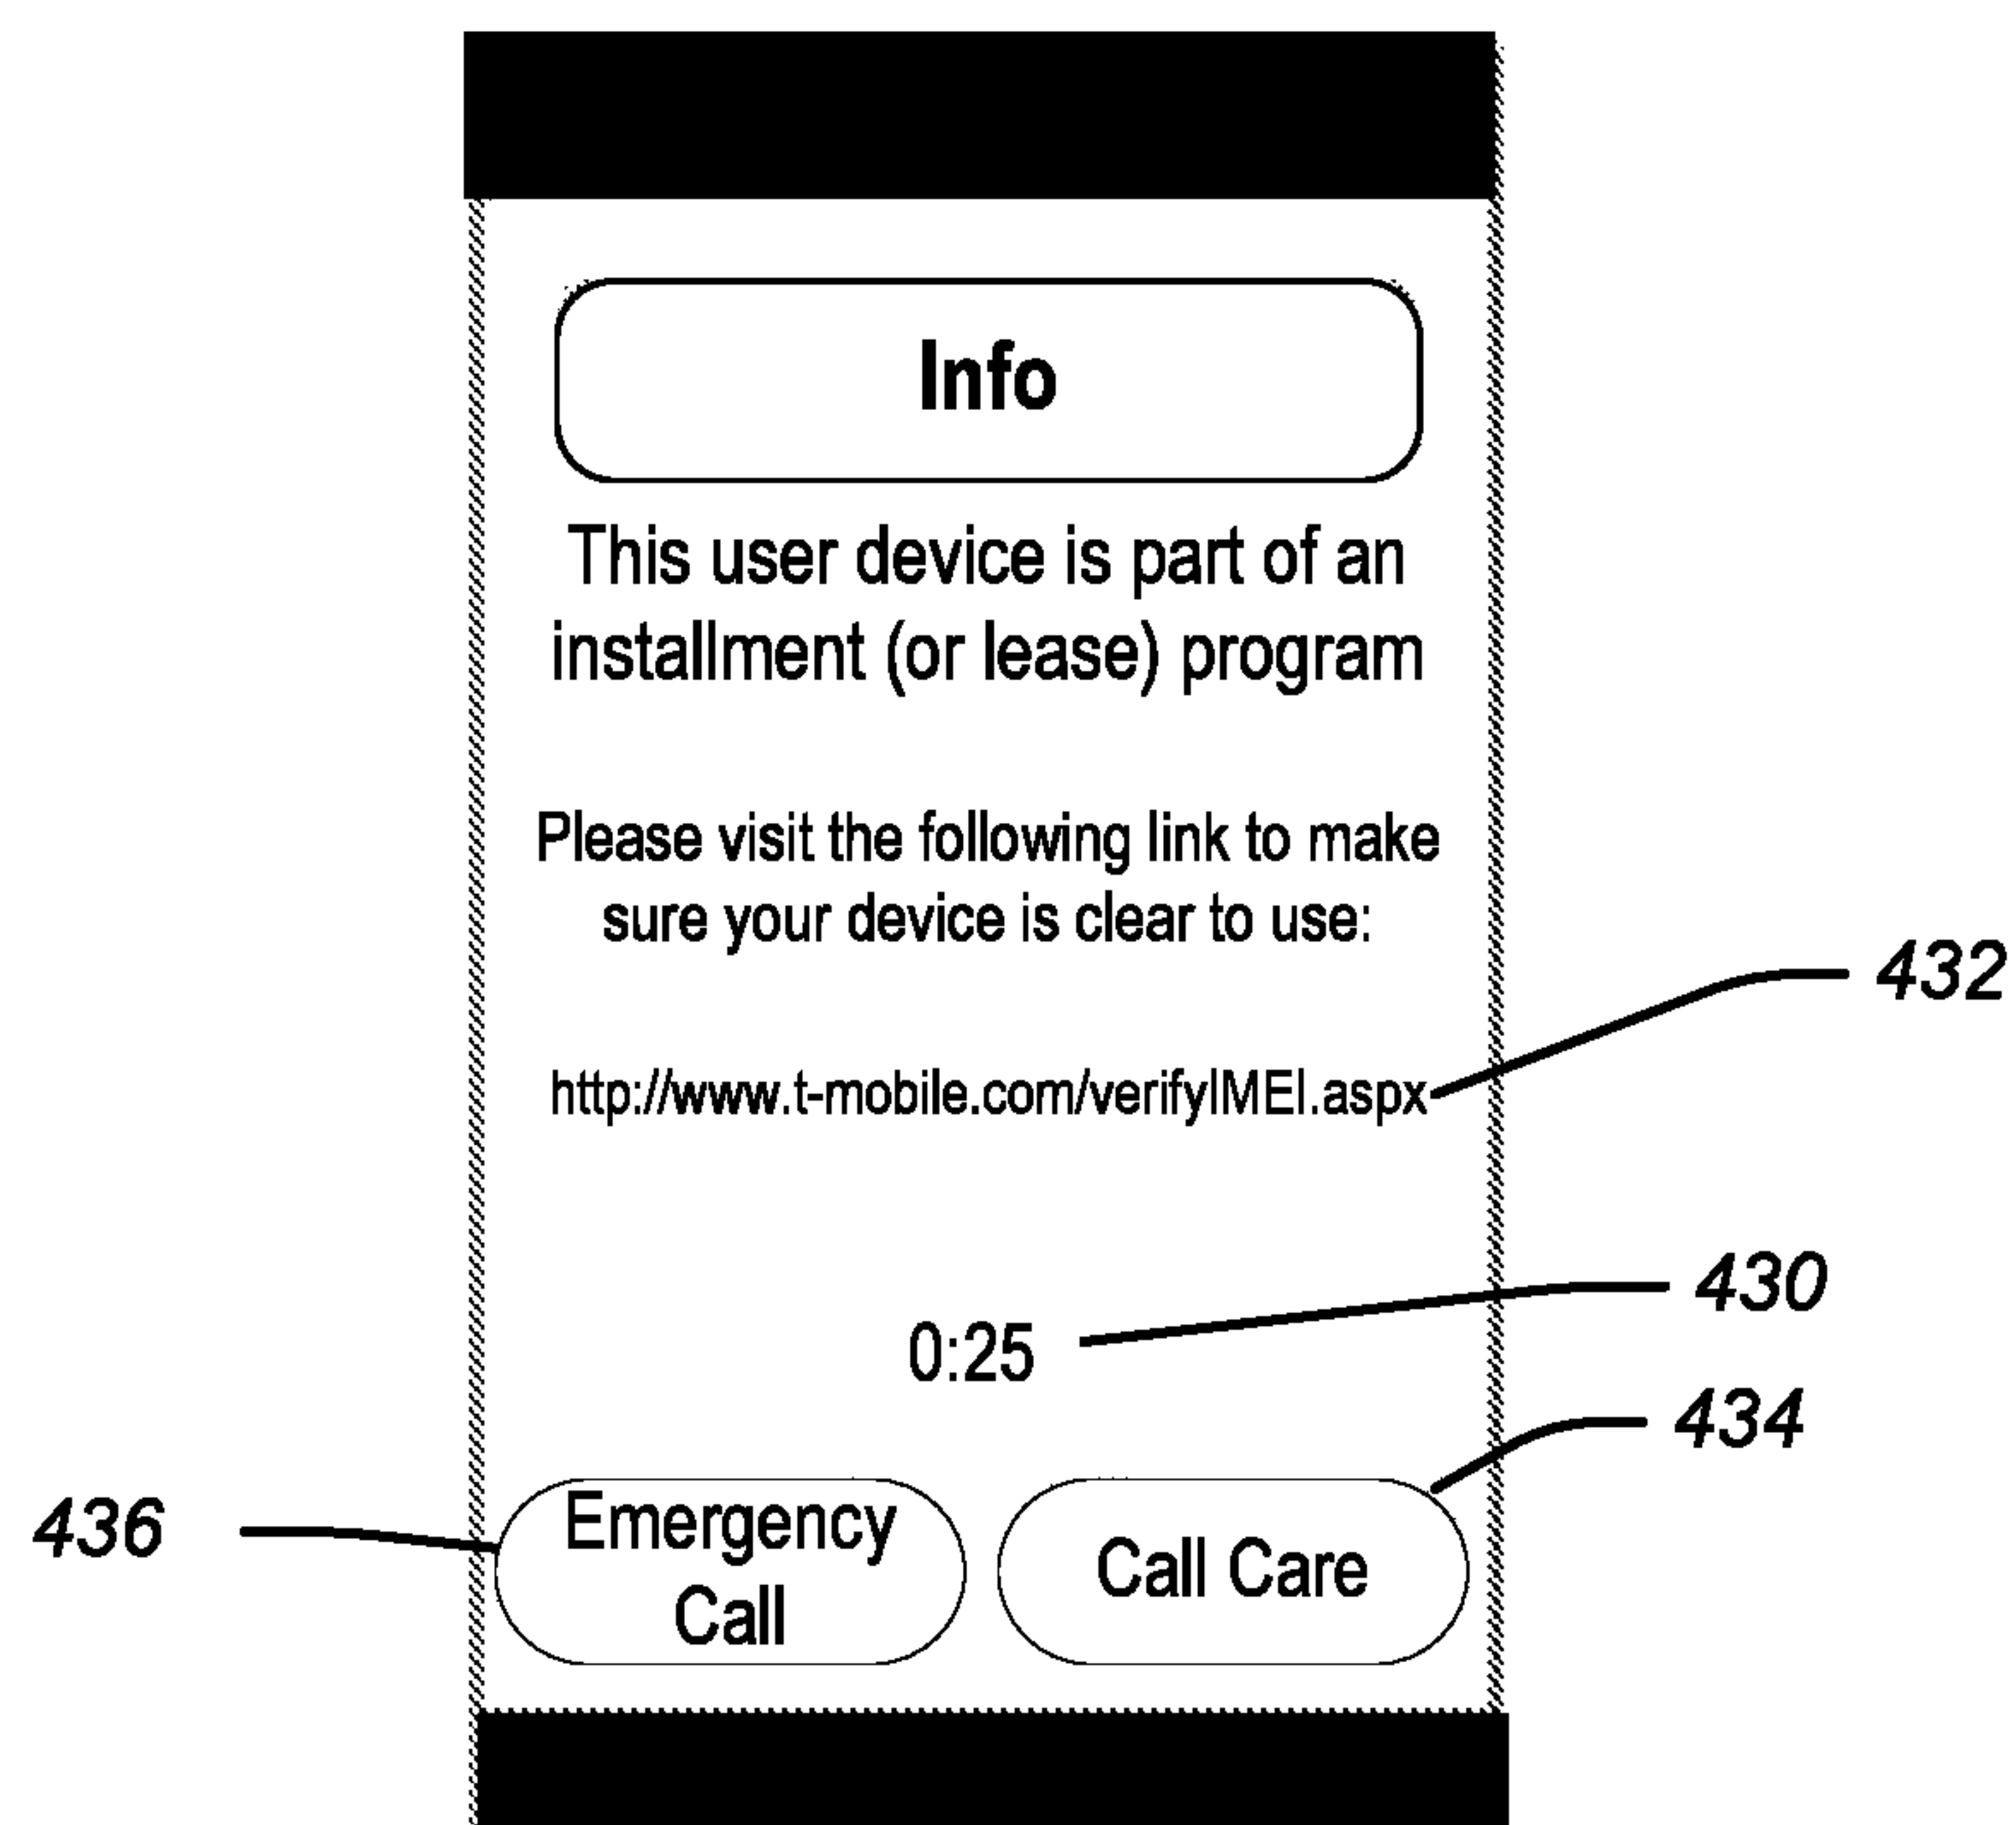 Info
This user device is part of an
installment (or lease) program
Please visit the following link to make
sure your device is clear to use:
432
http://www.t-mobile.com/verifyIMEI.aspx
430
0:25
434
436
Emergency
Call
Call Care